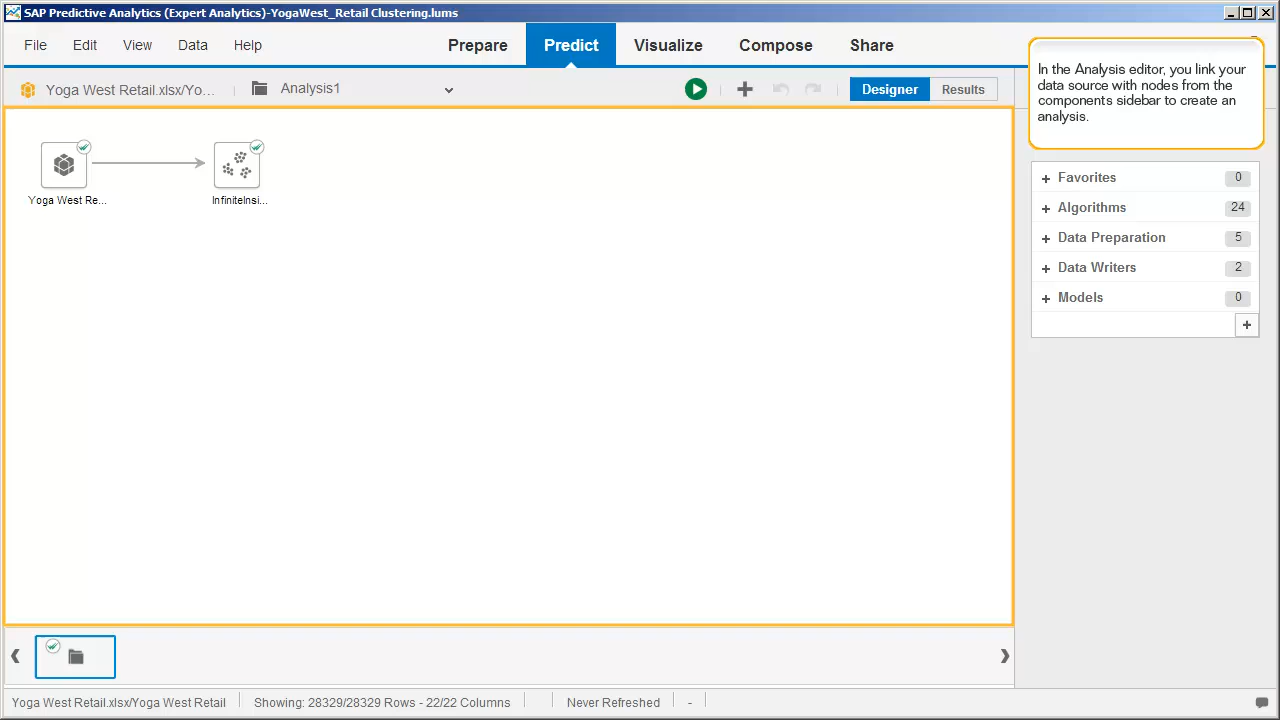 SAP Predictive Analytics (Expert Analytics)-YogaWest_Retail Clustering.lums
File Edit View Data Help Prepare Predict Visualize Compose Share
Yoga West Retail.xlsx/Yo... Analysis1 Designer Results
In the Analysis editor, you link your
data source with nodes from the
components sidebar to create an
analysis.
Yoga West Re... InfiniteInsi...
Favorites 0
Algorithms 24
Data Preparation 5
Data Writers 2
Models 0
Yoga West Retail.xlsx/Yoga West Retail Showing: 28329/28329 Rows - 22/22 Columns Never Refreshed -